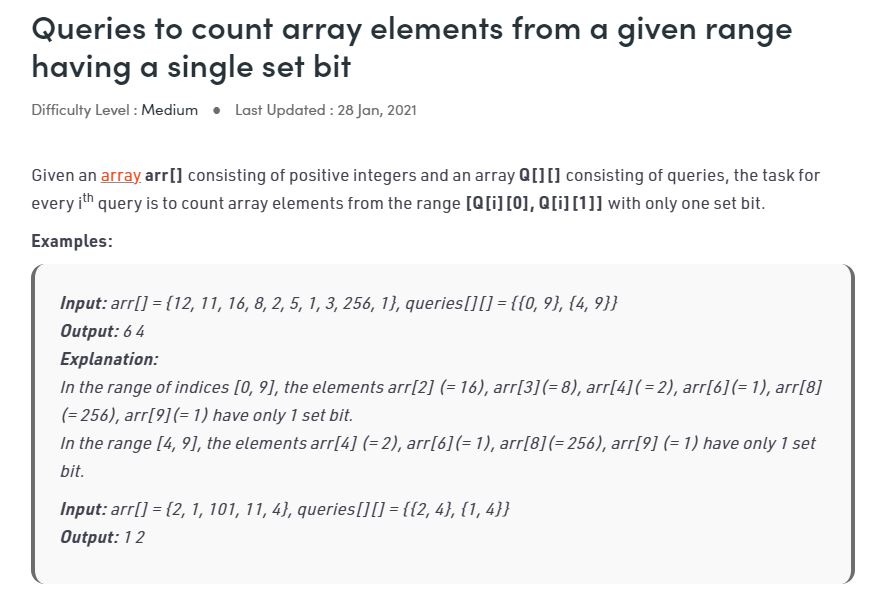 Queries to count array elements from a given range
having a single set bit
Difficulty Level : Medium ● Last Updated : 28 Jan, 2021
Given an array arr[] consisting of positive integers and an array Q[][] consisting of queries, the task for
every ith query is to count array elements from the range [Q[i][0], Q[i][1]] with only one set bit.
Examples:
Input: arr[] = {12, 11, 16, 8, 2, 5, 1, 3, 256, 1}, queries[][] = {{0, 9}, {4, 9}}
Output: 6 4
Explanation:
In the range of indices [0, 9], the elements arr[2] (= 16), arr[3](= 8), arr[4]( = 2), arr[6](= 1), arr[8]
(= 256), arr[9](= 1) have only 1 set bit.
In the range [4, 9], the elements arr[4] (= 2), arr[6](= 1), arr[8](= 256), arr[9] (= 1) have only 1 set
bit.
Input: arr[] = {2, 1, 101, 11, 4}, queries[][] = {{2, 4}, {1, 4}}
Output: 1 2